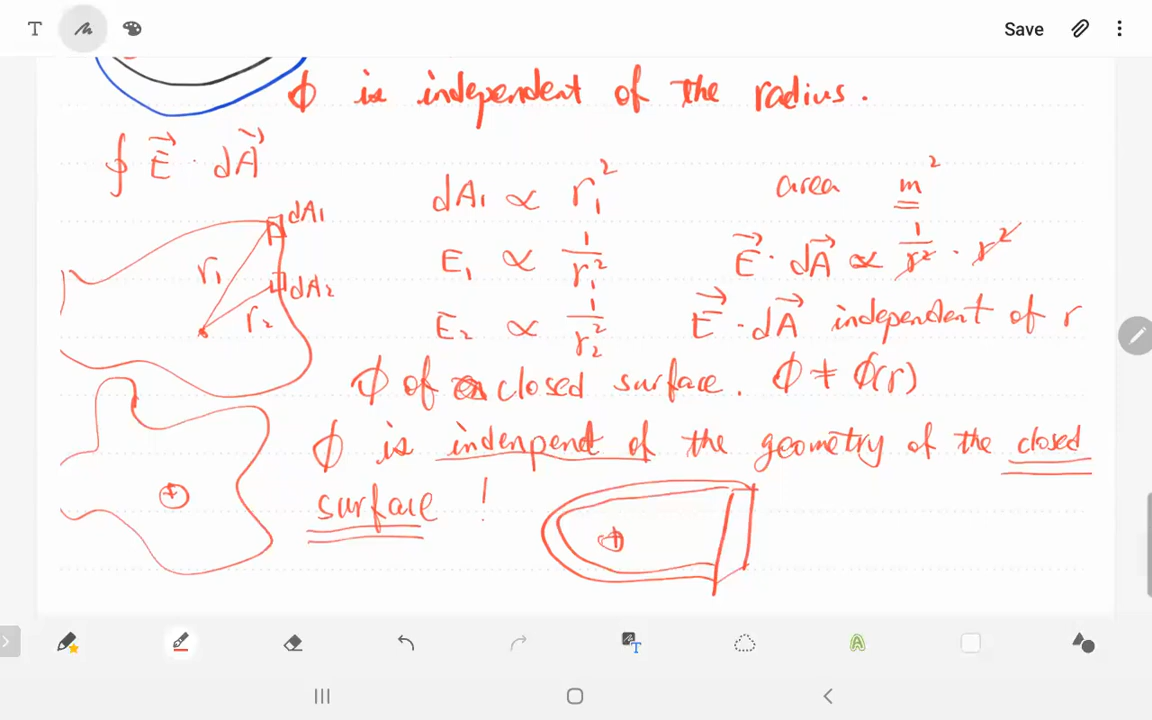 Save
ϕ is independent of the radius.
∮ E⃗ · dA⃗
dA₁ ∝ r₁²
area m²
dA₁
E₁ ∝ 1/r₁²
E⃗ · dA⃗ ∝ 1/r² · r²
r₁
dA₂
r₂
E₂ ∝ 1/r₂²
E⃗ · dA⃗ independent of r
ϕ of closed surface. ϕ ≠ ϕ(r)
ϕ is indenpendt of the geometry of the closed
surface !
+
+